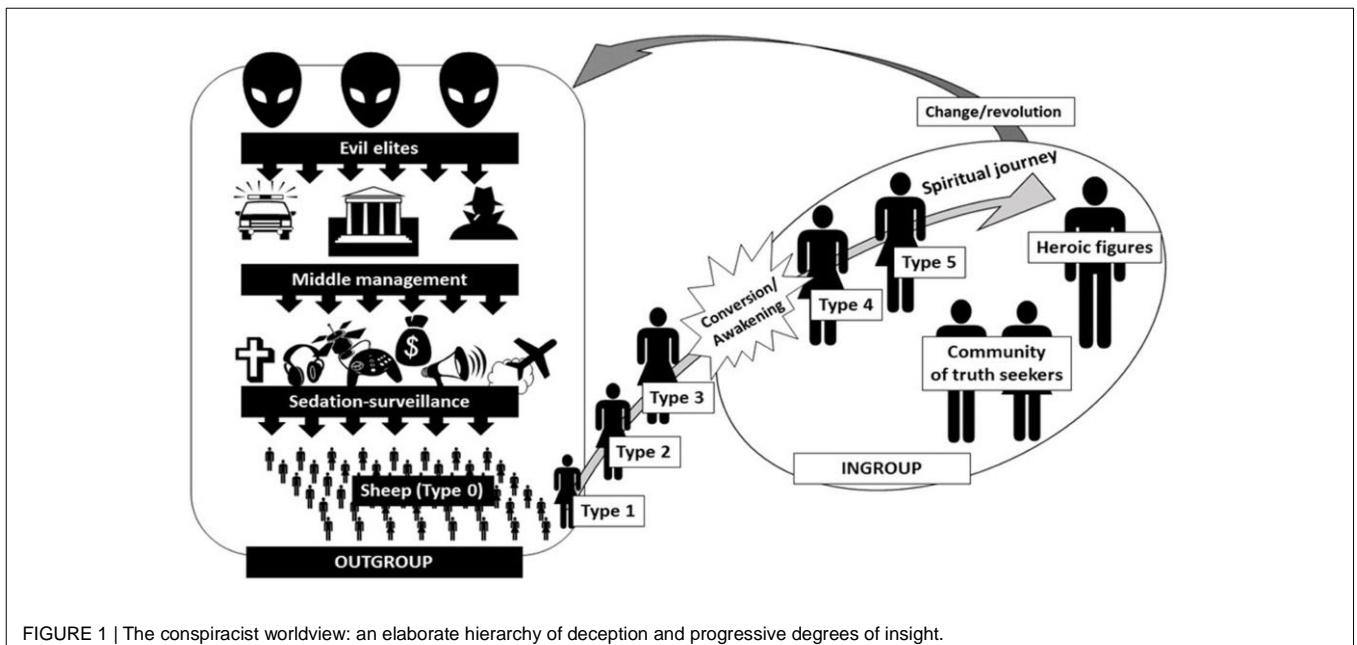 Evil elites
Middle management
$
Sedation-surveillance
Sheep (Type 0)
OUTGROUP
Type 1
Type 2
Type 3
Conversion/
Awakening
Type 4
Type 5
Spiritual journey
Change/revolution
Heroic figures
Community
of truth seekers
INGROUP
FIGURE 1 | The conspiracist worldview: an elaborate hierarchy of deception and progressive degrees of insight.